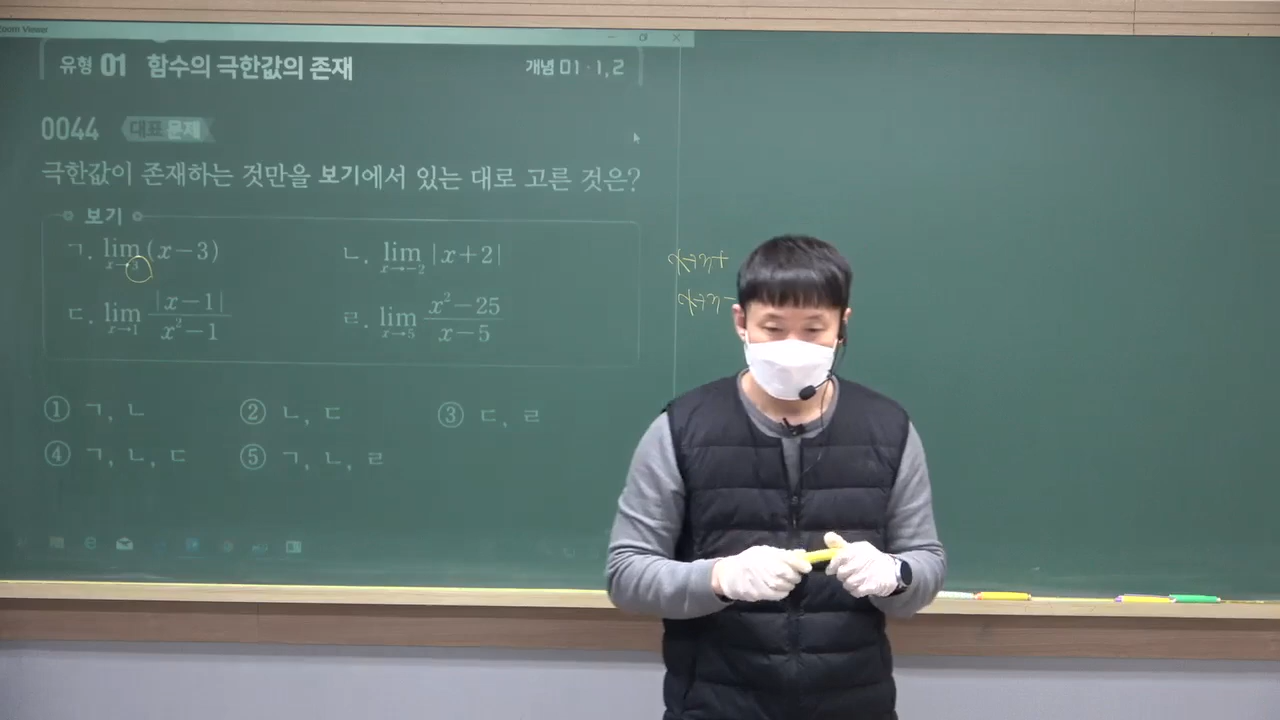 Zoom Viewer
유형 01 함수의 극한값의 존재 개념 01 · 1, 2
0044 대표 문제
극한값이 존재하는 것만을 보기에서 있는 대로 고른 것은?
보기
ㄱ. lim x→3 (x−3) ㄴ. lim x→−2 |x+2|
ㄷ. lim x→1 |x−1| / x²−1 ㄹ. lim x→5 x²−25 / x−5
① ㄱ, ㄴ ② ㄴ, ㄷ ③ ㄷ, ㄹ
④ ㄱ, ㄴ, ㄷ ⑤ ㄱ, ㄴ, ㄹ